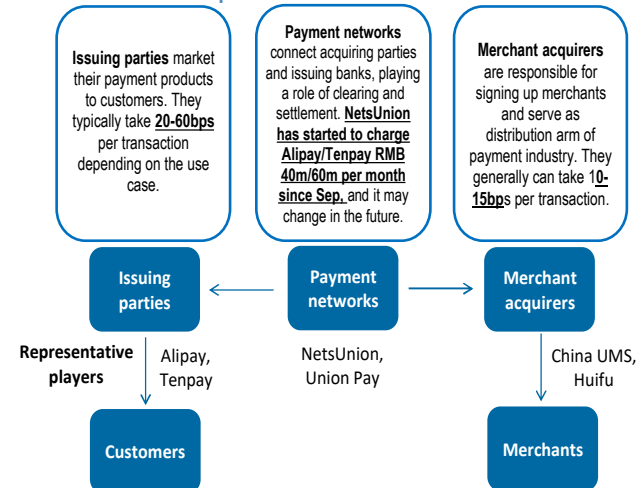 Issuing parties market
their payment products
to customers. They
typically take 20-60bps
per transaction
depending on the use
case.
Payment networks
connect acquiring parties
and issuing banks, playing
a role of clearing and
settlement. NetsUnion
has started to charge
Alipay/Tenpay RMB
40m/60m per month
since Sep, and it may
change in the future.
Merchant acquirers
are responsible for
signing up merchants
and serve as
distribution arm of
payment industry. They
generally can take 10-
15bps per transaction.
Issuing
parties
Payment
networks
Merchant
acquirers
Representative
players
Alipay,
Tenpay
NetsUnion,
Union Pay
China UMS,
Huifu
Customers
Merchants